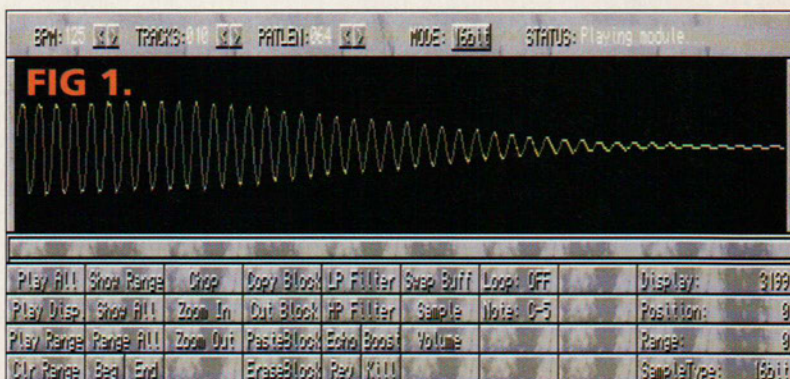 BPM:125 TRACKS:010 PATLEN:064 MODE: 16bit STATUS: Playing module...
FIG 1.
Play All Show Range Chop Copy Block LP Filter Swap Buff Loop: OFF Display: 3199
Play Disp Show All Zoom In Cut Block HP Filter Sample Note: C-5 Position: 0
Play Range Range All Zoom Out PasteBlock Echo Boost Volume Range: 0
Clr Range Beg End EraseBlock Rev Kill SampleType: 16bit